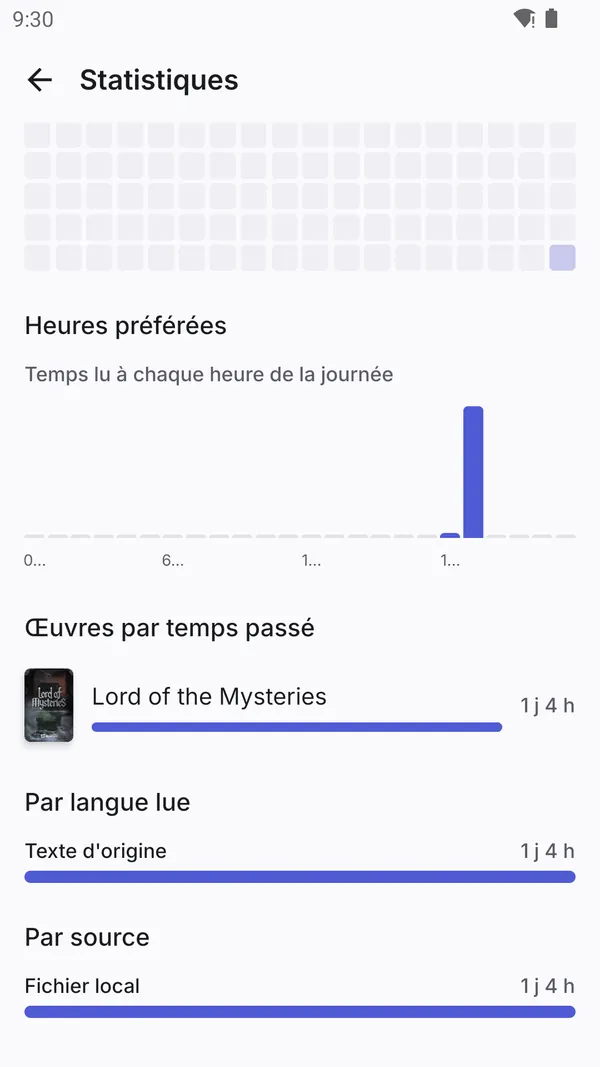 9:30
Statistiques
Heures préférées
Temps lu à chaque heure de la journée
0... 6... 1... 1...
Œuvres par temps passé
Lord of Mysteries
Lord of the Mysteries
1 j 4 h
Par langue lue
Texte d'origine 1 j 4 h
Par source
Fichier local 1 j 4 h